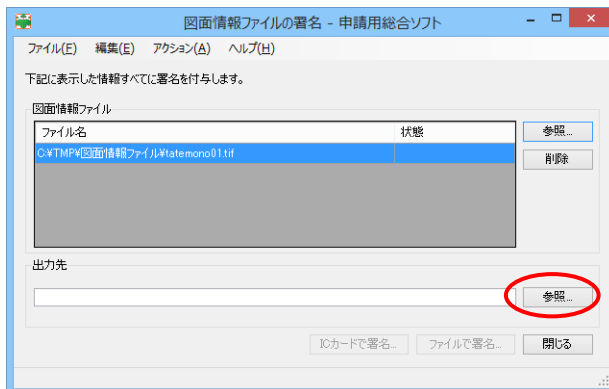 図面情報ファイルの署名 - 申請用総合ソフト
ファイル(F) 編集(E) アクション(A) ヘルプ(H)
下記に表示した情報すべてに署名を付与します。
図面情報ファイル
ファイル名 状態 参照...
C:¥TMP¥図面情報ファイル¥tatemono01.tif 削除
出力先
参照...
ICカードで署名... ファイルで署名... 閉じる